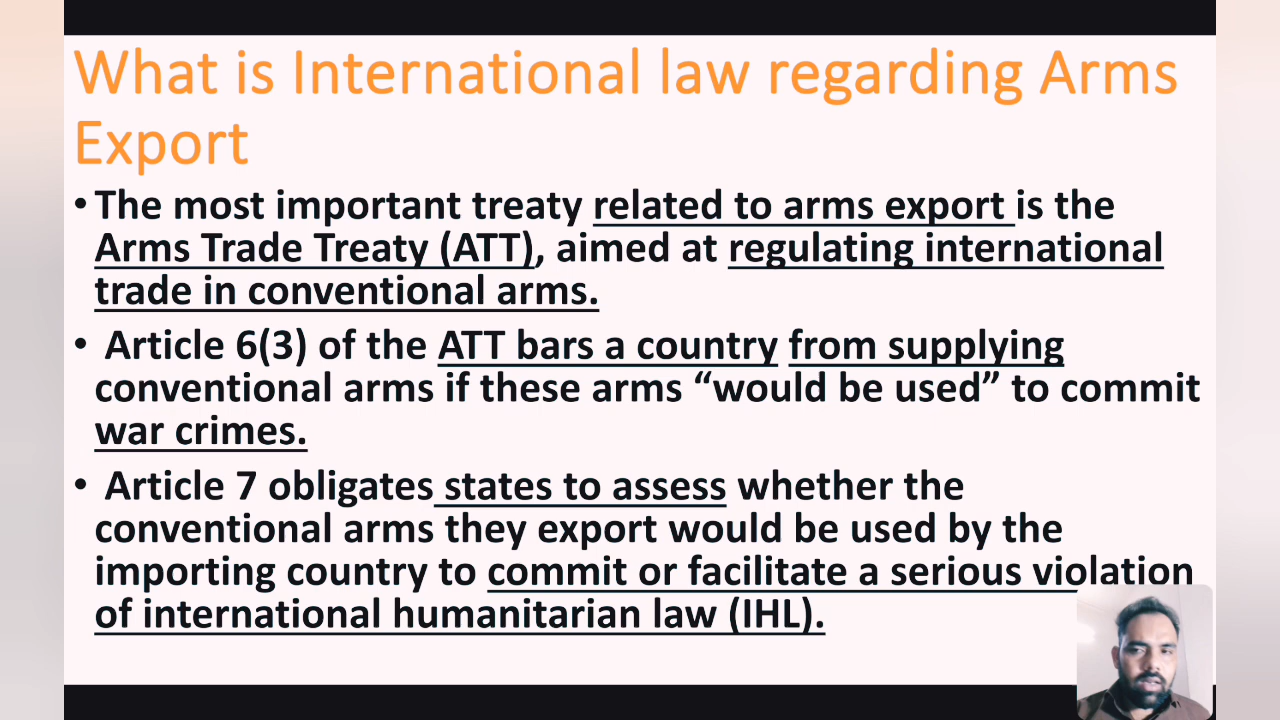 What is International law regarding Arms
Export
• The most important treaty related to arms export is the
Arms Trade Treaty (ATT), aimed at regulating international
trade in conventional arms.
• Article 6(3) of the ATT bars a country from supplying
conventional arms if these arms “would be used” to commit
war crimes.
• Article 7 obligates states to assess whether the
conventional arms they export would be used by the
importing country to commit or facilitate a serious violation
of international humanitarian law (IHL).